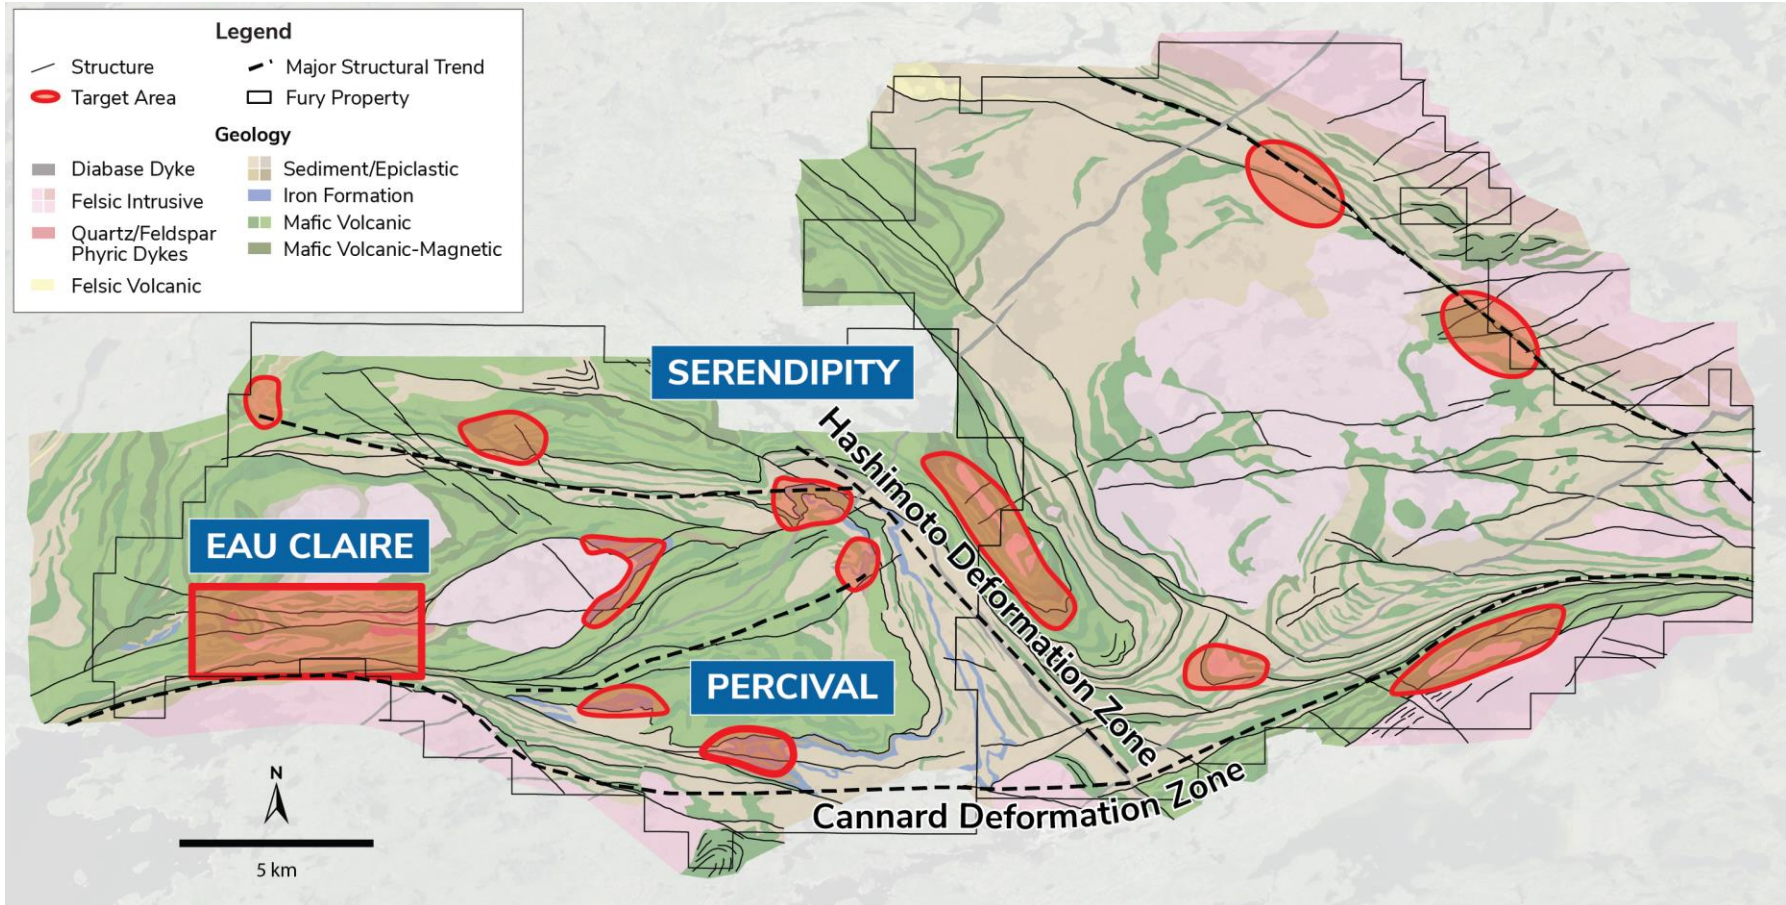 Legend
Structure
Major Structural Trend
Target Area
Fury Property
Geology
Diabase Dyke
Felsic Intrusive
Quartz/Feldspar
Phyric Dykes
Felsic Volcanic
Sediment/Epiclastic
Iron Formation
Mafic Volcanic
Mafic Volcanic-Magnetic
SERENDIPITY
Hashimoto Deformation Zone
EAU CLAIRE
PERCIVAL
Cannard Deformation Zone
N
5 km